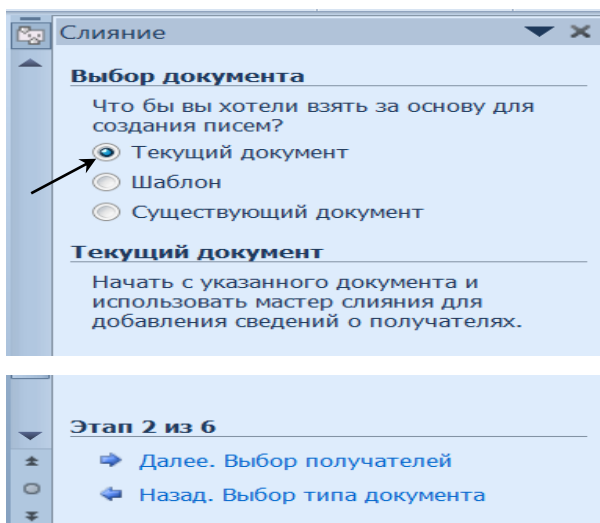 Слияние
Выбор документа
Что бы вы хотели взять за основу для
создания писем?
Текущий документ
Шаблон
Существующий документ
Текущий документ
Начать с указанного документа и
использовать мастер слияния для
добавления сведений о получателях.
Этап 2 из 6
Далее. Выбор получателей
Назад. Выбор типа документа